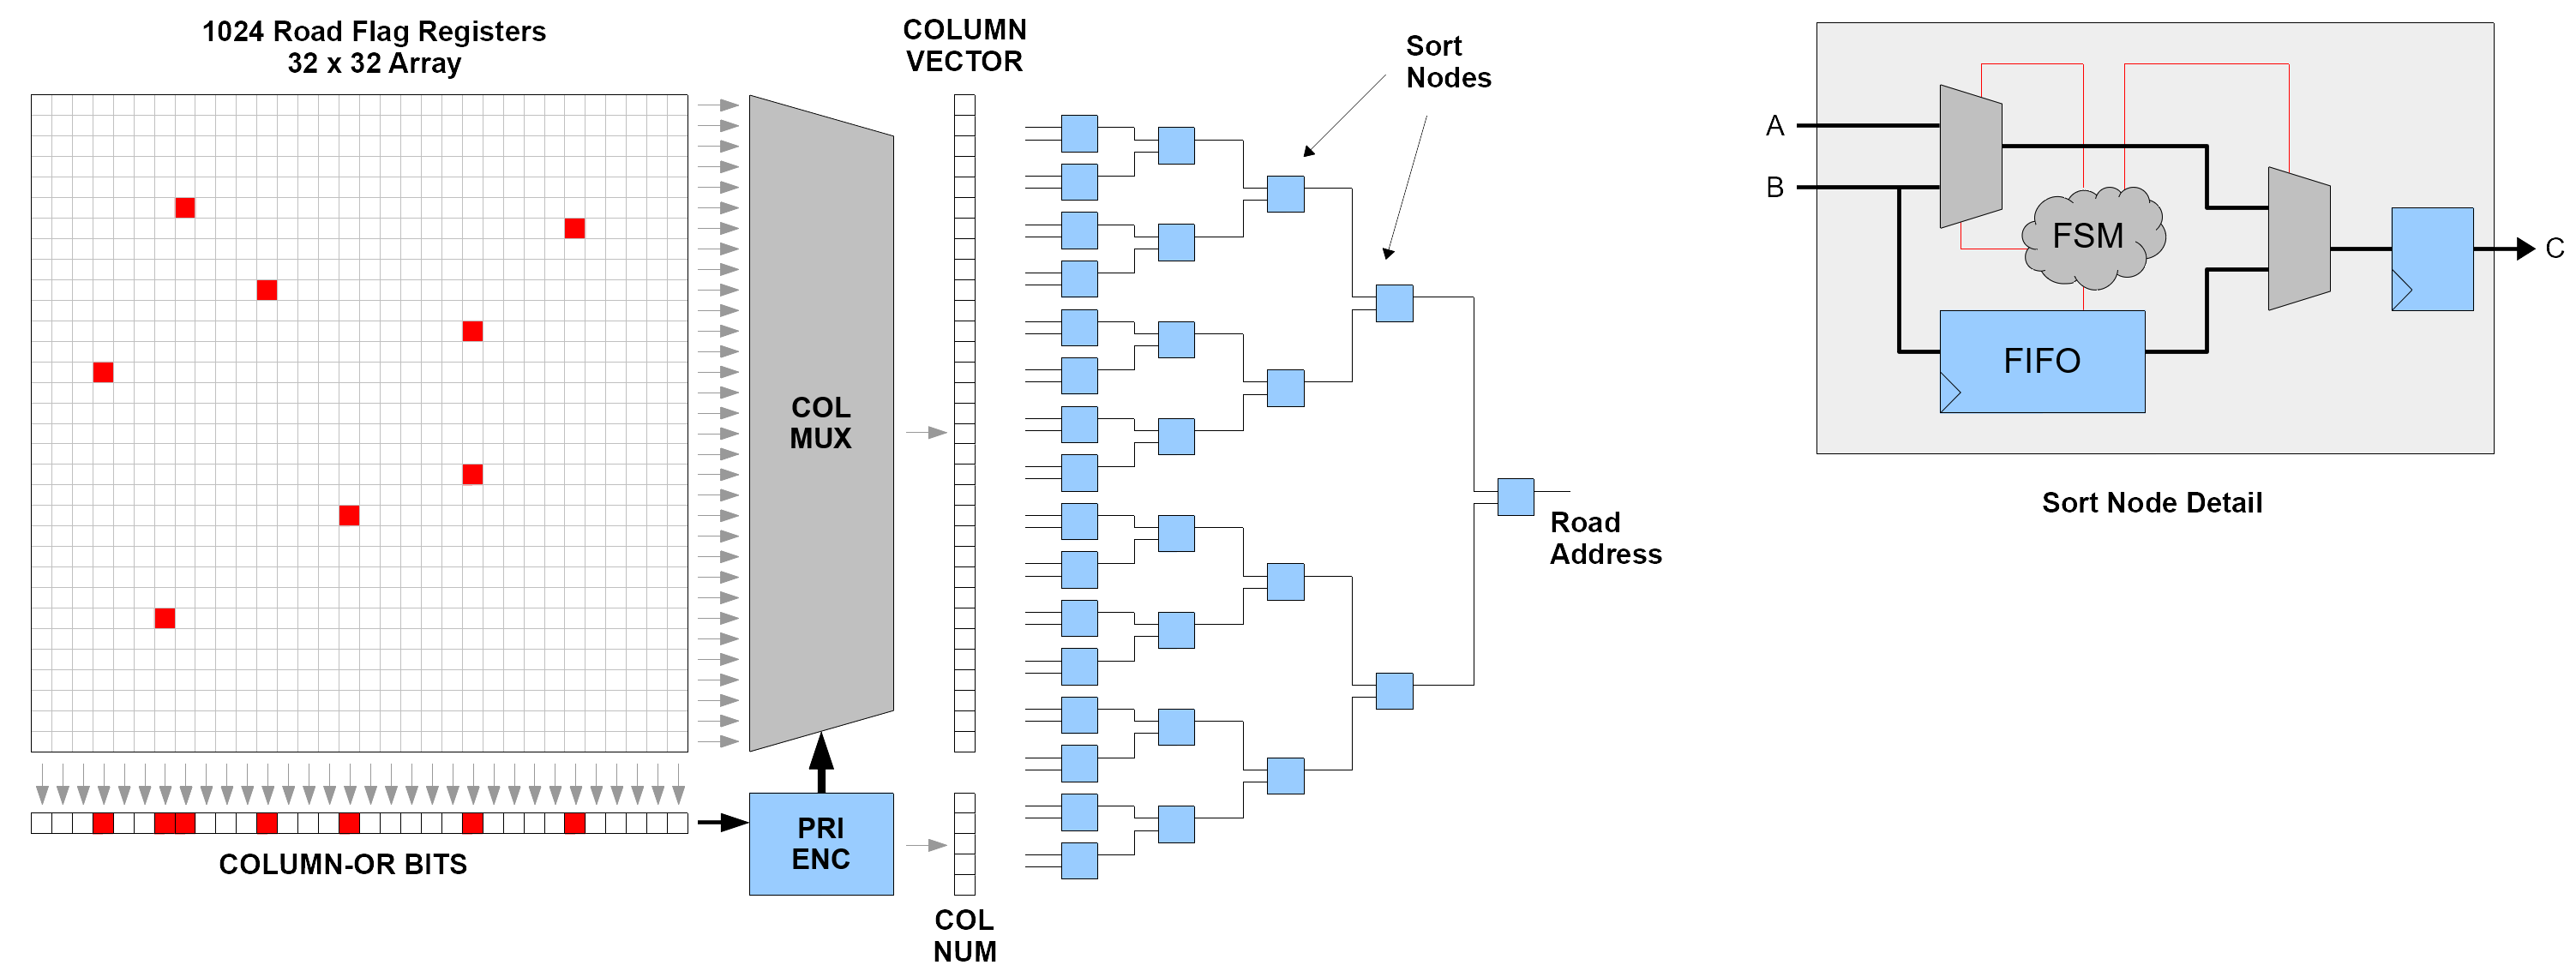 1024 Road Flag Registers
32 x 32 Array
COLUMN
VECTOR
Sort
Nodes
COL
MUX
PRI
ENC
COLUMN-OR BITS
COL
NUM
Road
Address
A
B
C
FSM
FIFO
Sort Node Detail